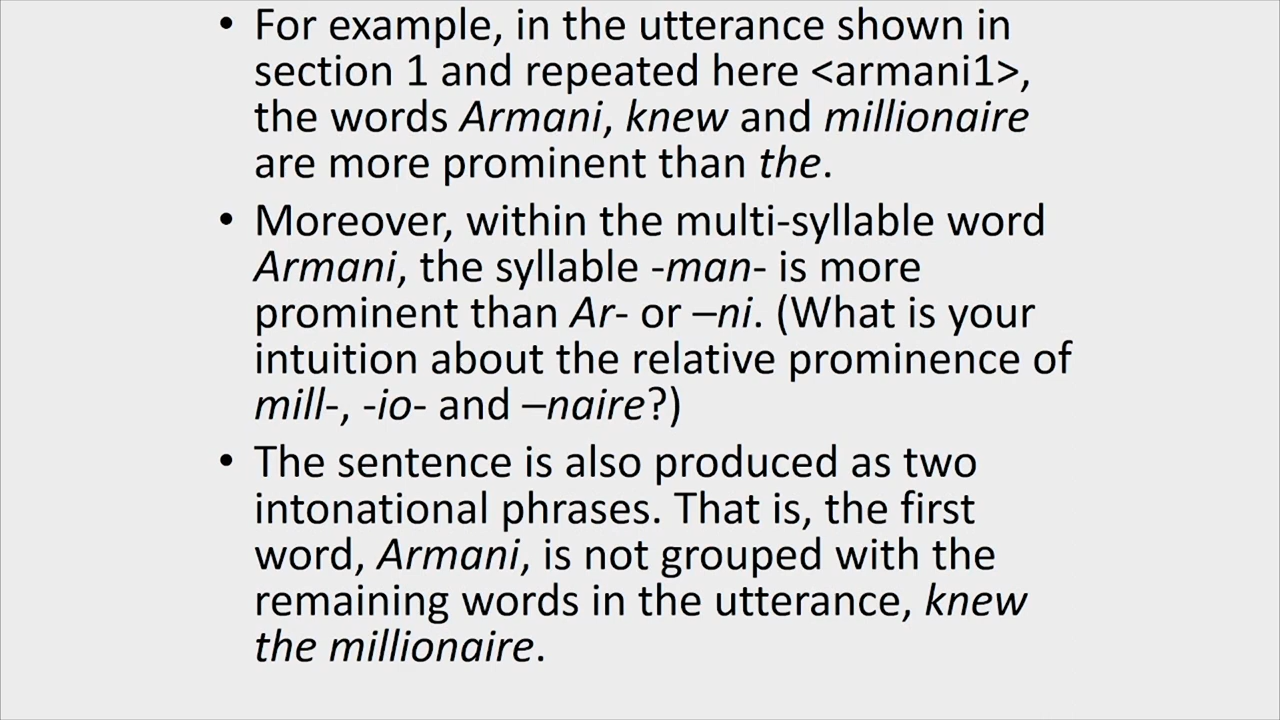 • For example, in the utterance shown in
section 1 and repeated here <armani1>,
the words Armani, knew and millionaire
are more prominent than the.
• Moreover, within the multi-syllable word
Armani, the syllable -man- is more
prominent than Ar- or –ni. (What is your
intuition about the relative prominence of
mill-, -io- and –naire?)
• The sentence is also produced as two
intonational phrases. That is, the first
word, Armani, is not grouped with the
remaining words in the utterance, knew
the millionaire.